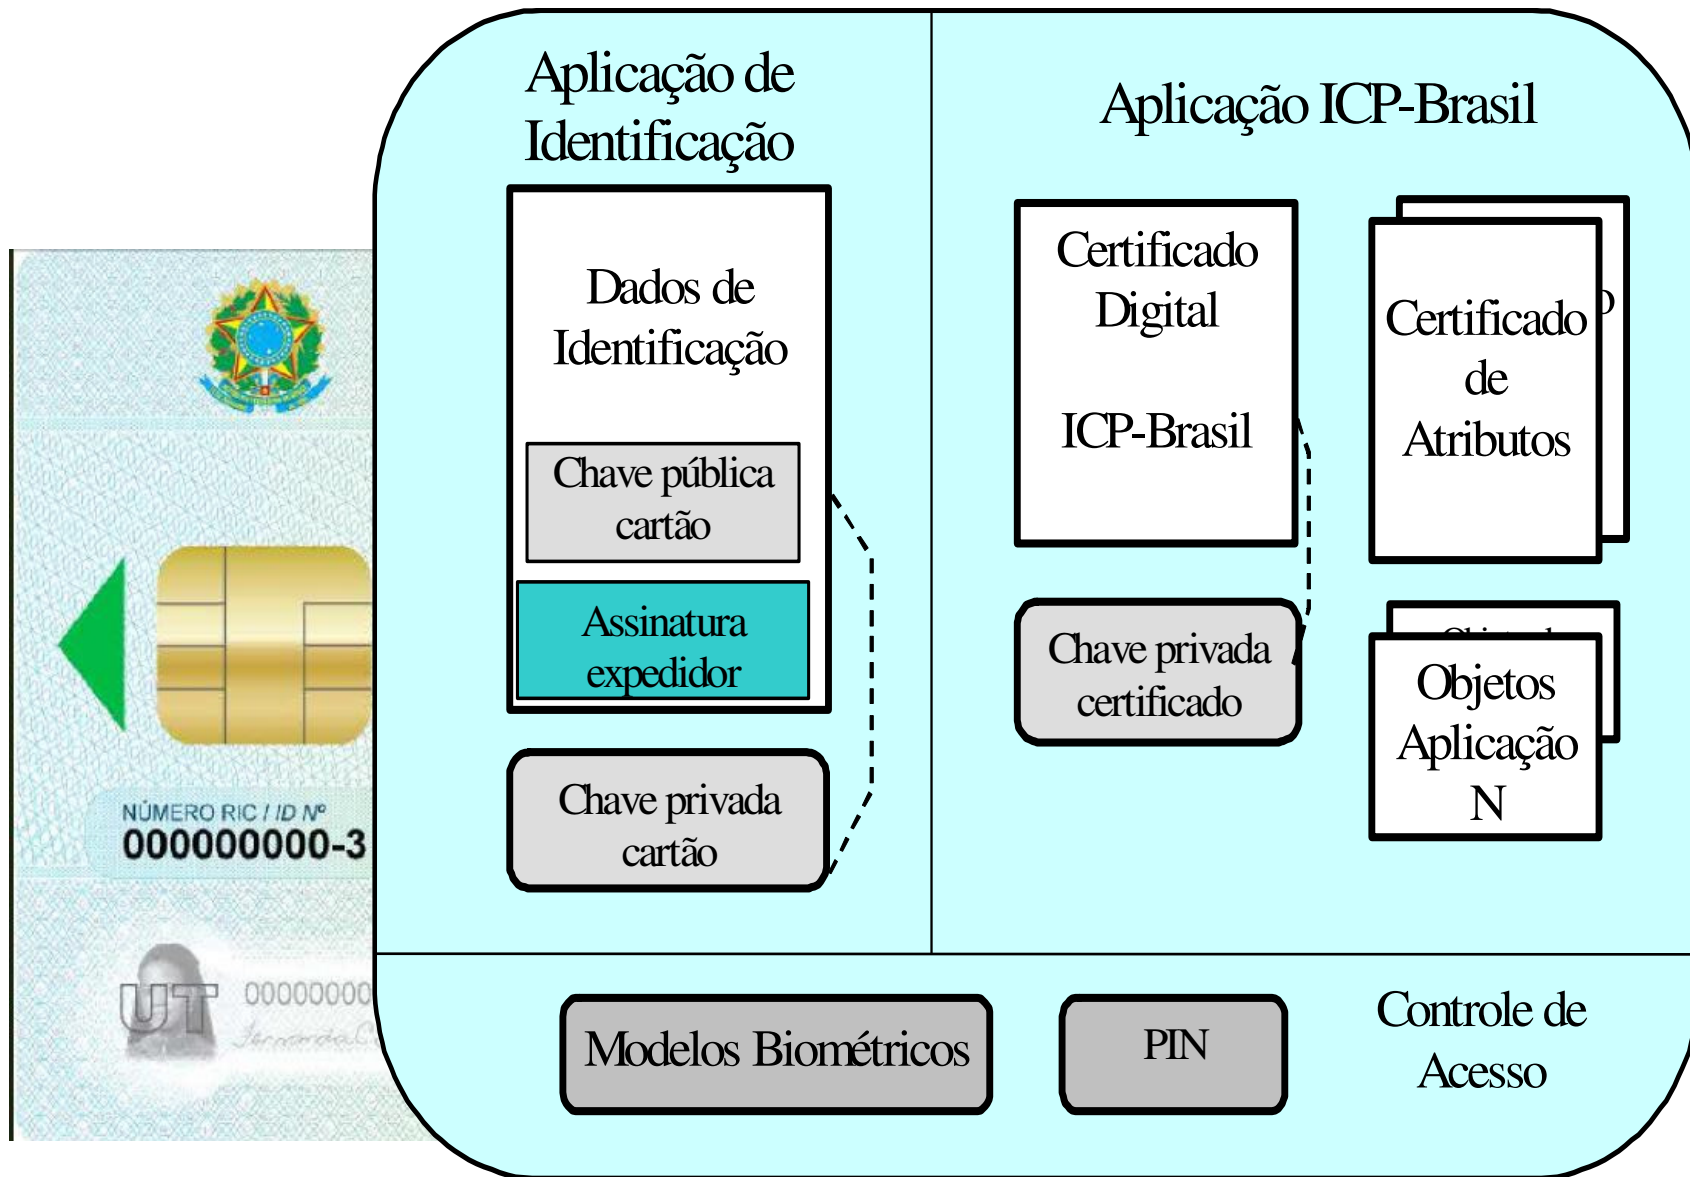 Aplicação de
Identificação
Dados de
Identificação
Chave pública
cartão
Assinatura
expedidor
Chave privada
cartão
Aplicação ICP-Brasil
Certificado
Digital
ICP-Brasil
Chave privada
certificado
o
Certificado
de
Atributos
Objetos
Aplicação
N
Modelos Biométricos
PIN
Controle de
Acesso
NÚMERO RIC / ID Nº
000000000-3
UT
00000000